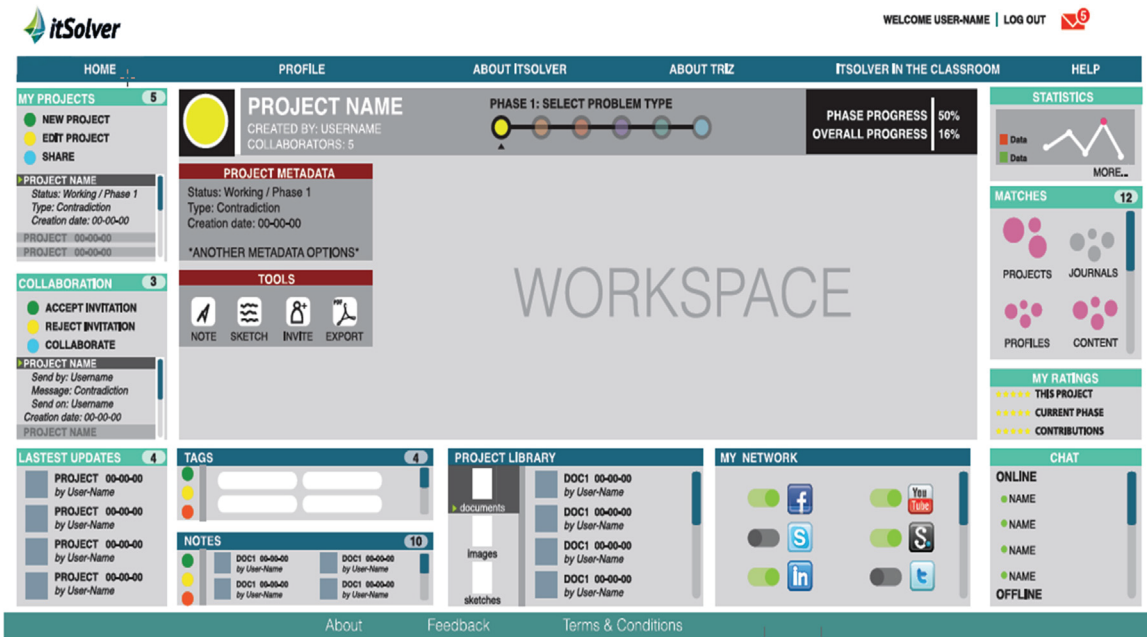 itSolver
WELCOME USER-NAME | LOG OUT
5
HOME
PROFILE
ABOUT ITSOLVER
ABOUT TRIZ
ITSOLVER IN THE CLASSROOM
HELP
MY PROJECTS 5
NEW PROJECT
EDIT PROJECT
SHARE
PROJECT NAME
Status: Working / Phase 1
Type: Contradiction
Creation date: 00-00-00
PROJECT 00-00-00
PROJECT 00-00-00
COLLABORATION 3
ACCEPT INVITATION
REJECT INVITATION
COLLABORATE
PROJECT NAME
Send by: Username
Message: Contradiction
Send on: Username
Creation date: 00-00-00
PROJECT NAME
LASTEST UPDATES 4
PROJECT 00-00-00
by User-Name
PROJECT 00-00-00
by User-Name
PROJECT 00-00-00
by User-Name
PROJECT 00-00-00
by User-Name
PROJECT NAME
CREATED BY: USERNAME
COLLABORATORS: 5
PHASE 1: SELECT PROBLEM TYPE
PHASE PROGRESS 50%
OVERALL PROGRESS 16%
PROJECT METADATA
Status: Working / Phase 1
Type: Contradiction
Creation date: 00-00-00
*ANOTHER METADATA OPTIONS*
TOOLS
PDF
NOTE SKETCH INVITE EXPORT
WORKSPACE
TAGS 4
NOTES 10
DOC1 00-00-00
by User-Name
DOC1 00-00-00
by User-Name
DOC1 00-00-00
by User-Name
DOC1 00-00-00
by User-Name
PROJECT LIBRARY
documents
images
sketches
DOC1 00-00-00
by User-Name
DOC1 00-00-00
by User-Name
DOC1 00-00-00
by User-Name
DOC1 00-00-00
by User-Name
MY NETWORK
f
You
Tube
S
S.
in
t
STATISTICS
Data
Data
MORE...
MATCHES 12
PROJECTS JOURNALS
PROFILES CONTENT
MY RATINGS
THIS PROJECT
CURRENT PHASE
CONTRIBUTIONS
CHAT
ONLINE
NAME
NAME
NAME
NAME
OFFLINE
About Feedback Terms & Conditions